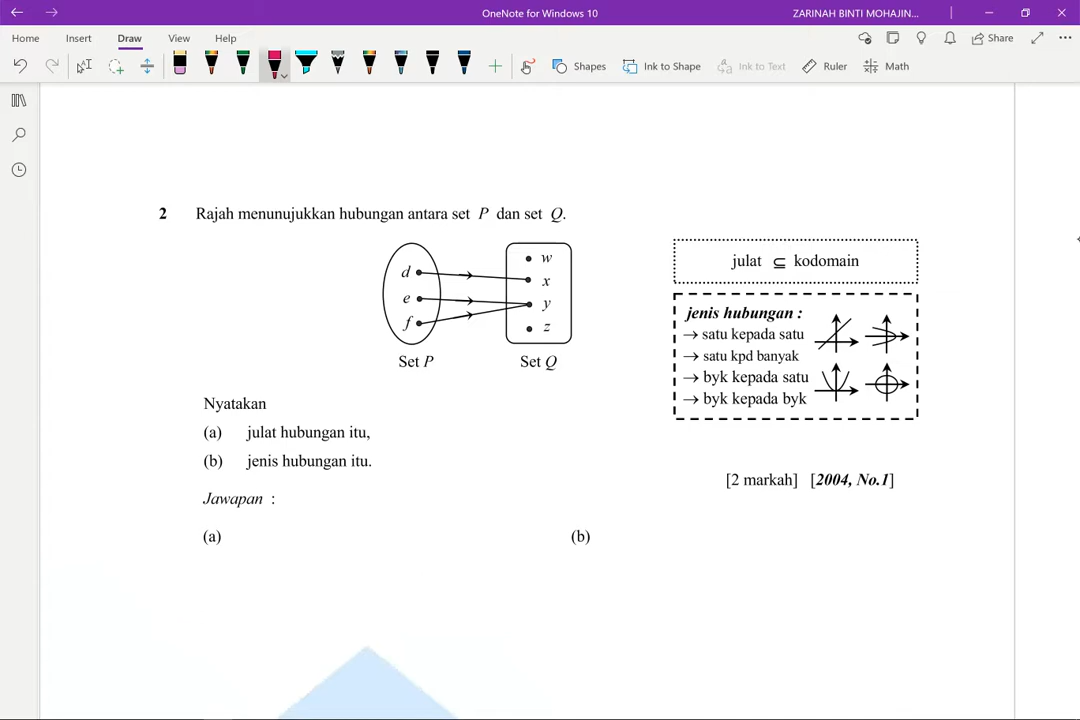 OneNote for Windows 10
ZARINAH BINTI MOHAJIN...
Home Insert Draw View Help
Share
Shapes Ink to Shape Ink to Text Ruler Math
2 Rajah menunujukkan hubungan antara set P dan set Q.
d
e
f
Set P
w
x
y
z
Set Q
julat ⊆ kodomain
jenis hubungan :
→ satu kepada satu
→ satu kpd banyak
→ byk kepada satu
→ byk kepada byk
Nyatakan
(a) julat hubungan itu,
(b) jenis hubungan itu.
[2 markah] [2004, No.1]
Jawapan :
(a) (b)